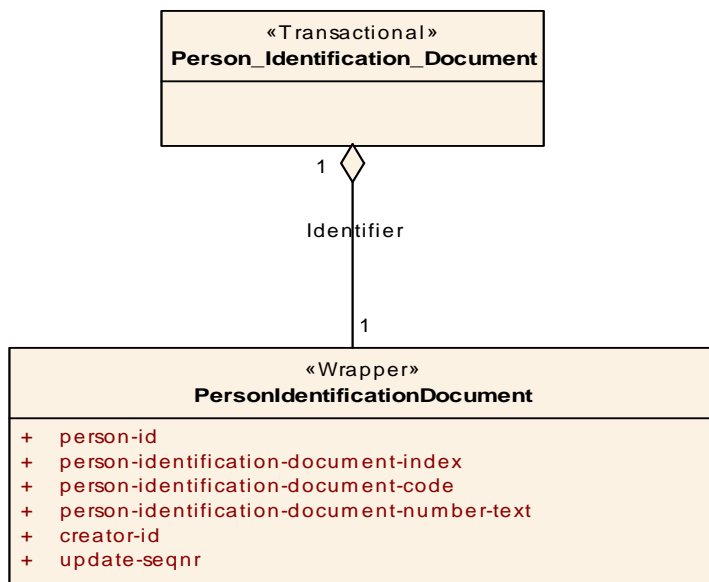 «Transactional»
Person_Identification_Document
1
Identifier
1
«Wrapper»
PersonIdentificationDocument
+ person-id
+ person-identification-document-index
+ person-identification-document-code
+ person-identification-document-number-text
+ creator-id
+ update-seqnr